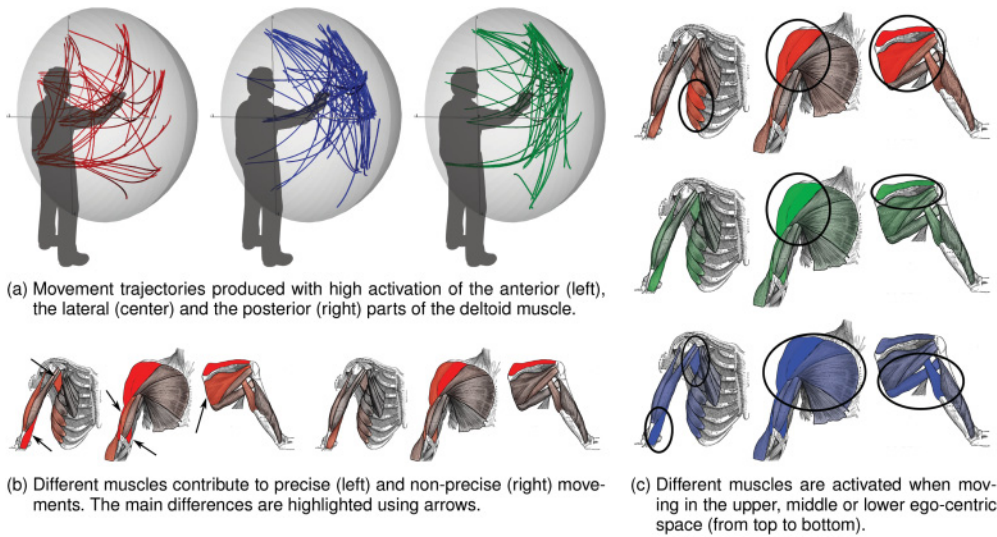 (a) Movement trajectories produced with high activation of the anterior (left),
the lateral (center) and the posterior (right) parts of the deltoid muscle.
(b) Different muscles contribute to precise (left) and non-precise (right) move-
ments. The main differences are highlighted using arrows.
(c) Different muscles are activated when mov-
ing in the upper, middle or lower ego-centric
space (from top to bottom).